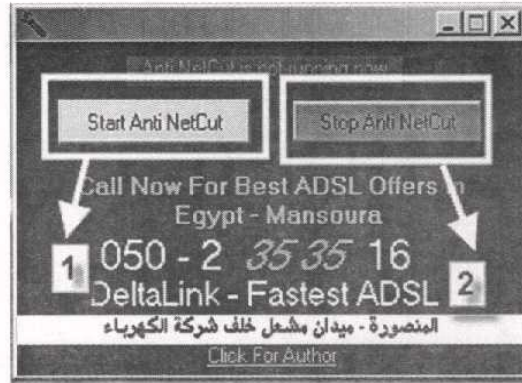 Anti NetCut is not running now
Start Anti NetCut Stop Anti NetCut
Call Now For Best ADSL Offers in
Egypt - Mansoura
1 050 - 2 35 35 16
DeltaLink - Fastest ADSL 2
المنصورة - ميدان مشعل خلف شركة الكهرباء
Click For Author